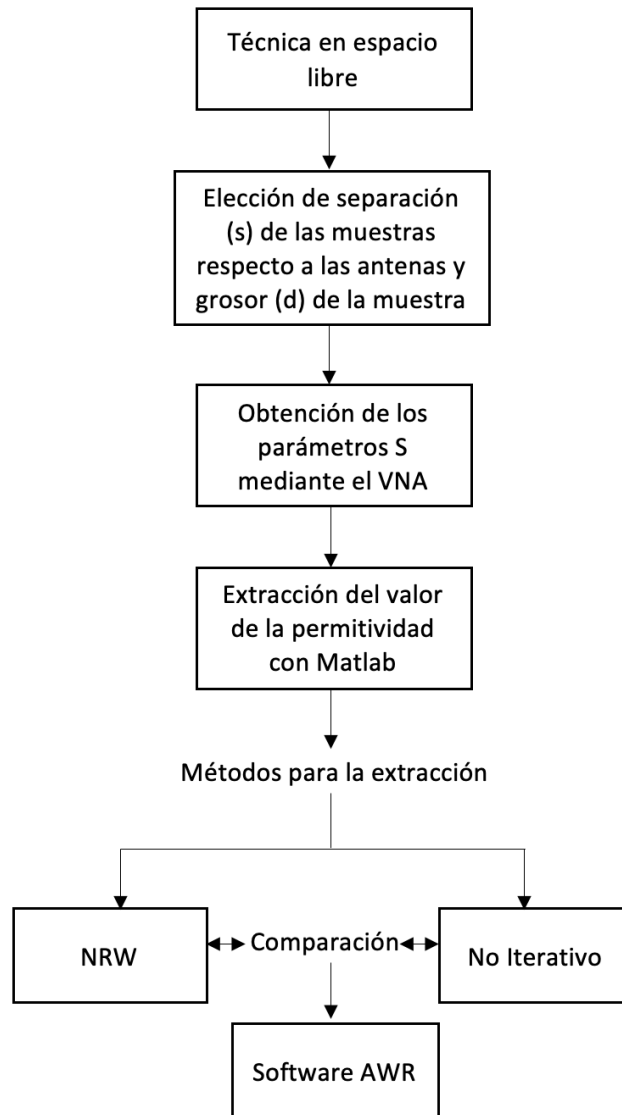 Técnica en espacio
libre
Elección de separación
(s) de las muestras
respecto a las antenas y
grosor (d) de la muestra
Obtención de los
parámetros S
mediante el VNA
Extracción del valor
de la permitividad
con Matlab
Métodos para la extracción
NRW
Comparación
No Iterativo
Software AWR